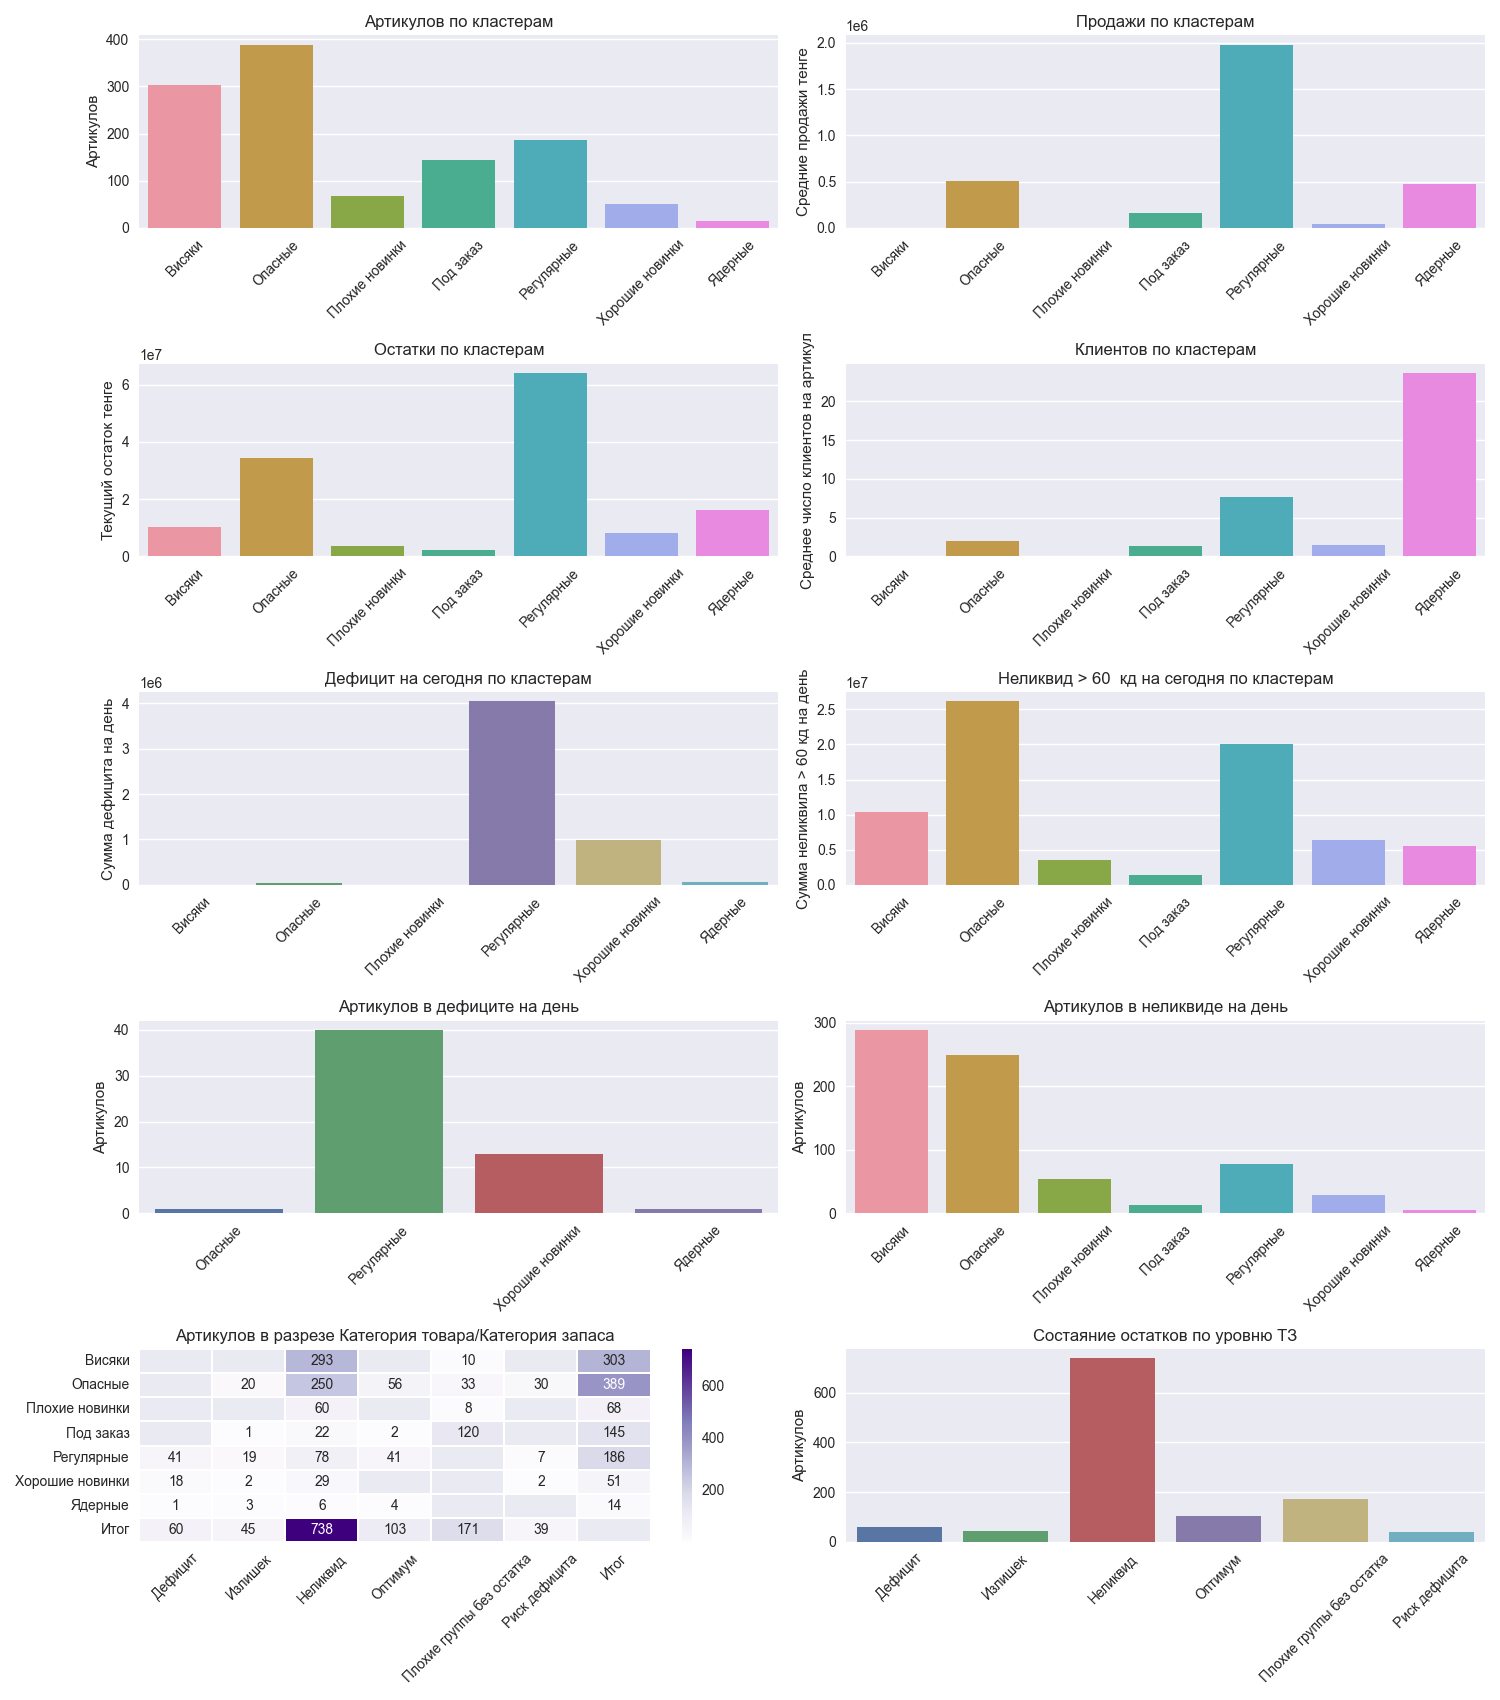 Артикулов по кластерам
Артикулов
400
300
200
100
0
Висяки
Опасные
Плохие новинки
Под заказ
Регулярные
Хорошие новинки
Ядерные
Продажи по кластерам
1e6
Средние продажи тенге
2.0
1.5
1.0
0.5
0.0
Висяки
Опасные
Плохие новинки
Под заказ
Регулярные
Хорошие новинки
Ядерные
Остатки по кластерам
1e7
Текущий остаток тенге
6
4
2
0
Висяки
Опасные
Плохие новинки
Под заказ
Регулярные
Хорошие новинки
Ядерные
Клиентов по кластерам
Среднее число клиентов на артикул
20
15
10
5
0
Висяки
Опасные
Плохие новинки
Под заказ
Регулярные
Хорошие новинки
Ядерные
Дефицит на сегодня по кластерам
1e6
Сумма дефицита на день
4
3
2
1
0
Висяки
Опасные
Плохие новинки
Регулярные
Хорошие новинки
Ядерные
Неликвид > 60  кд на сегодня по кластерам
1e7
Сумма неликвила > 60 кд на день
2.5
2.0
1.5
1.0
0.5
0.0
Висяки
Опасные
Плохие новинки
Под заказ
Регулярные
Хорошие новинки
Ядерные
Артикулов в дефиците на день
Артикулов
40
30
20
10
0
Опасные
Регулярные
Хорошие новинки
Ядерные
Артикулов в неликвиде на день
Артикулов
300
200
100
0
Висяки
Опасные
Плохие новинки
Под заказ
Регулярные
Хорошие новинки
Ядерные
Артикулов в разрезе Категория товара/Категория запаса
Висяки 293 10 303
Опасные 20 250 56 33 30 389
Плохие новинки 60 8 68
Под заказ 1 22 2 120 145
Регулярные 41 19 78 41 7 186
Хорошие новинки 18 2 29 2 51
Ядерные 1 3 6 4 14
Итог 60 45 738 103 171 39
Дефицит
Излишек
Неликвид
Оптимум
Плохие группы без остатка
Риск дефицита
Итог
600
400
200
Состаяние остатков по уровню ТЗ
Артикулов
600
400
200
0
Дефицит
Излишек
Неликвид
Оптимум
Плохие группы без остатка
Риск дефицита